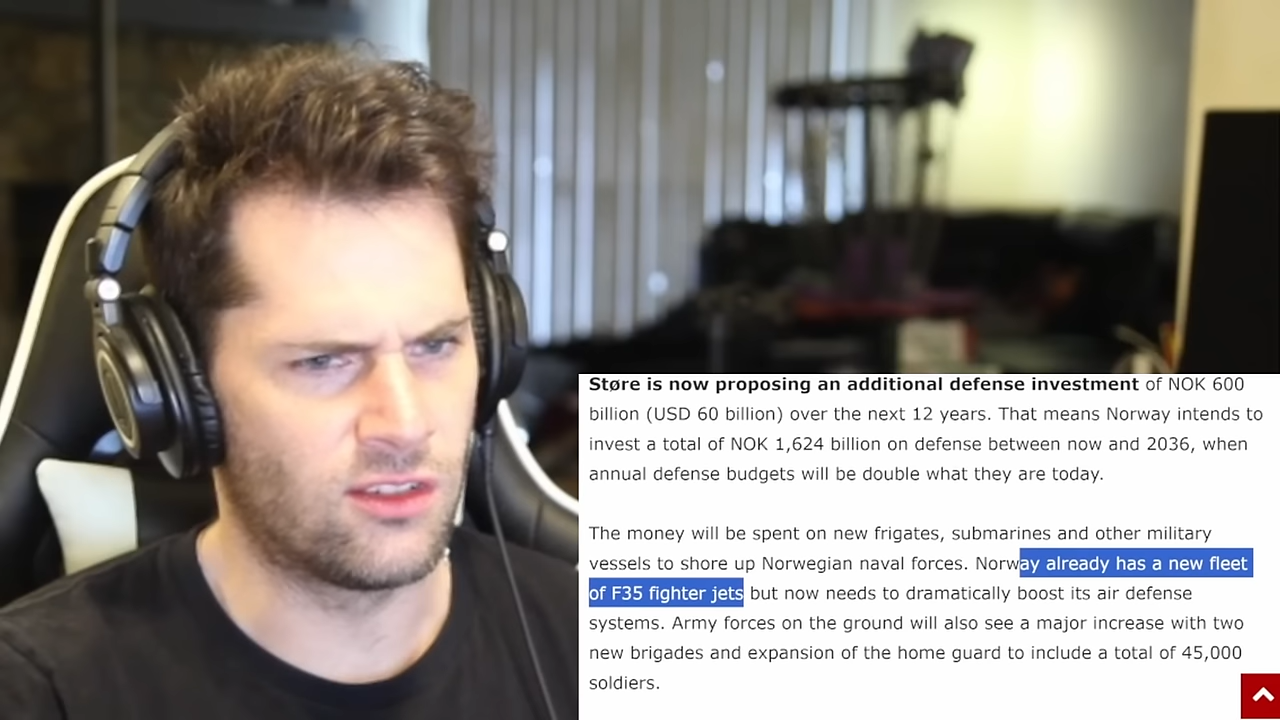 Støre is now proposing an additional defense investment of NOK 600
billion (USD 60 billion) over the next 12 years. That means Norway intends to
invest a total of NOK 1,624 billion on defense between now and 2036, when
annual defense budgets will be double what they are today.
The money will be spent on new frigates, submarines and other military
vessels to shore up Norwegian naval forces. Norway already has a new fleet
of F35 fighter jets but now needs to dramatically boost its air defense
systems. Army forces on the ground will also see a major increase with two
new brigades and expansion of the home guard to include a total of 45,000
soldiers.